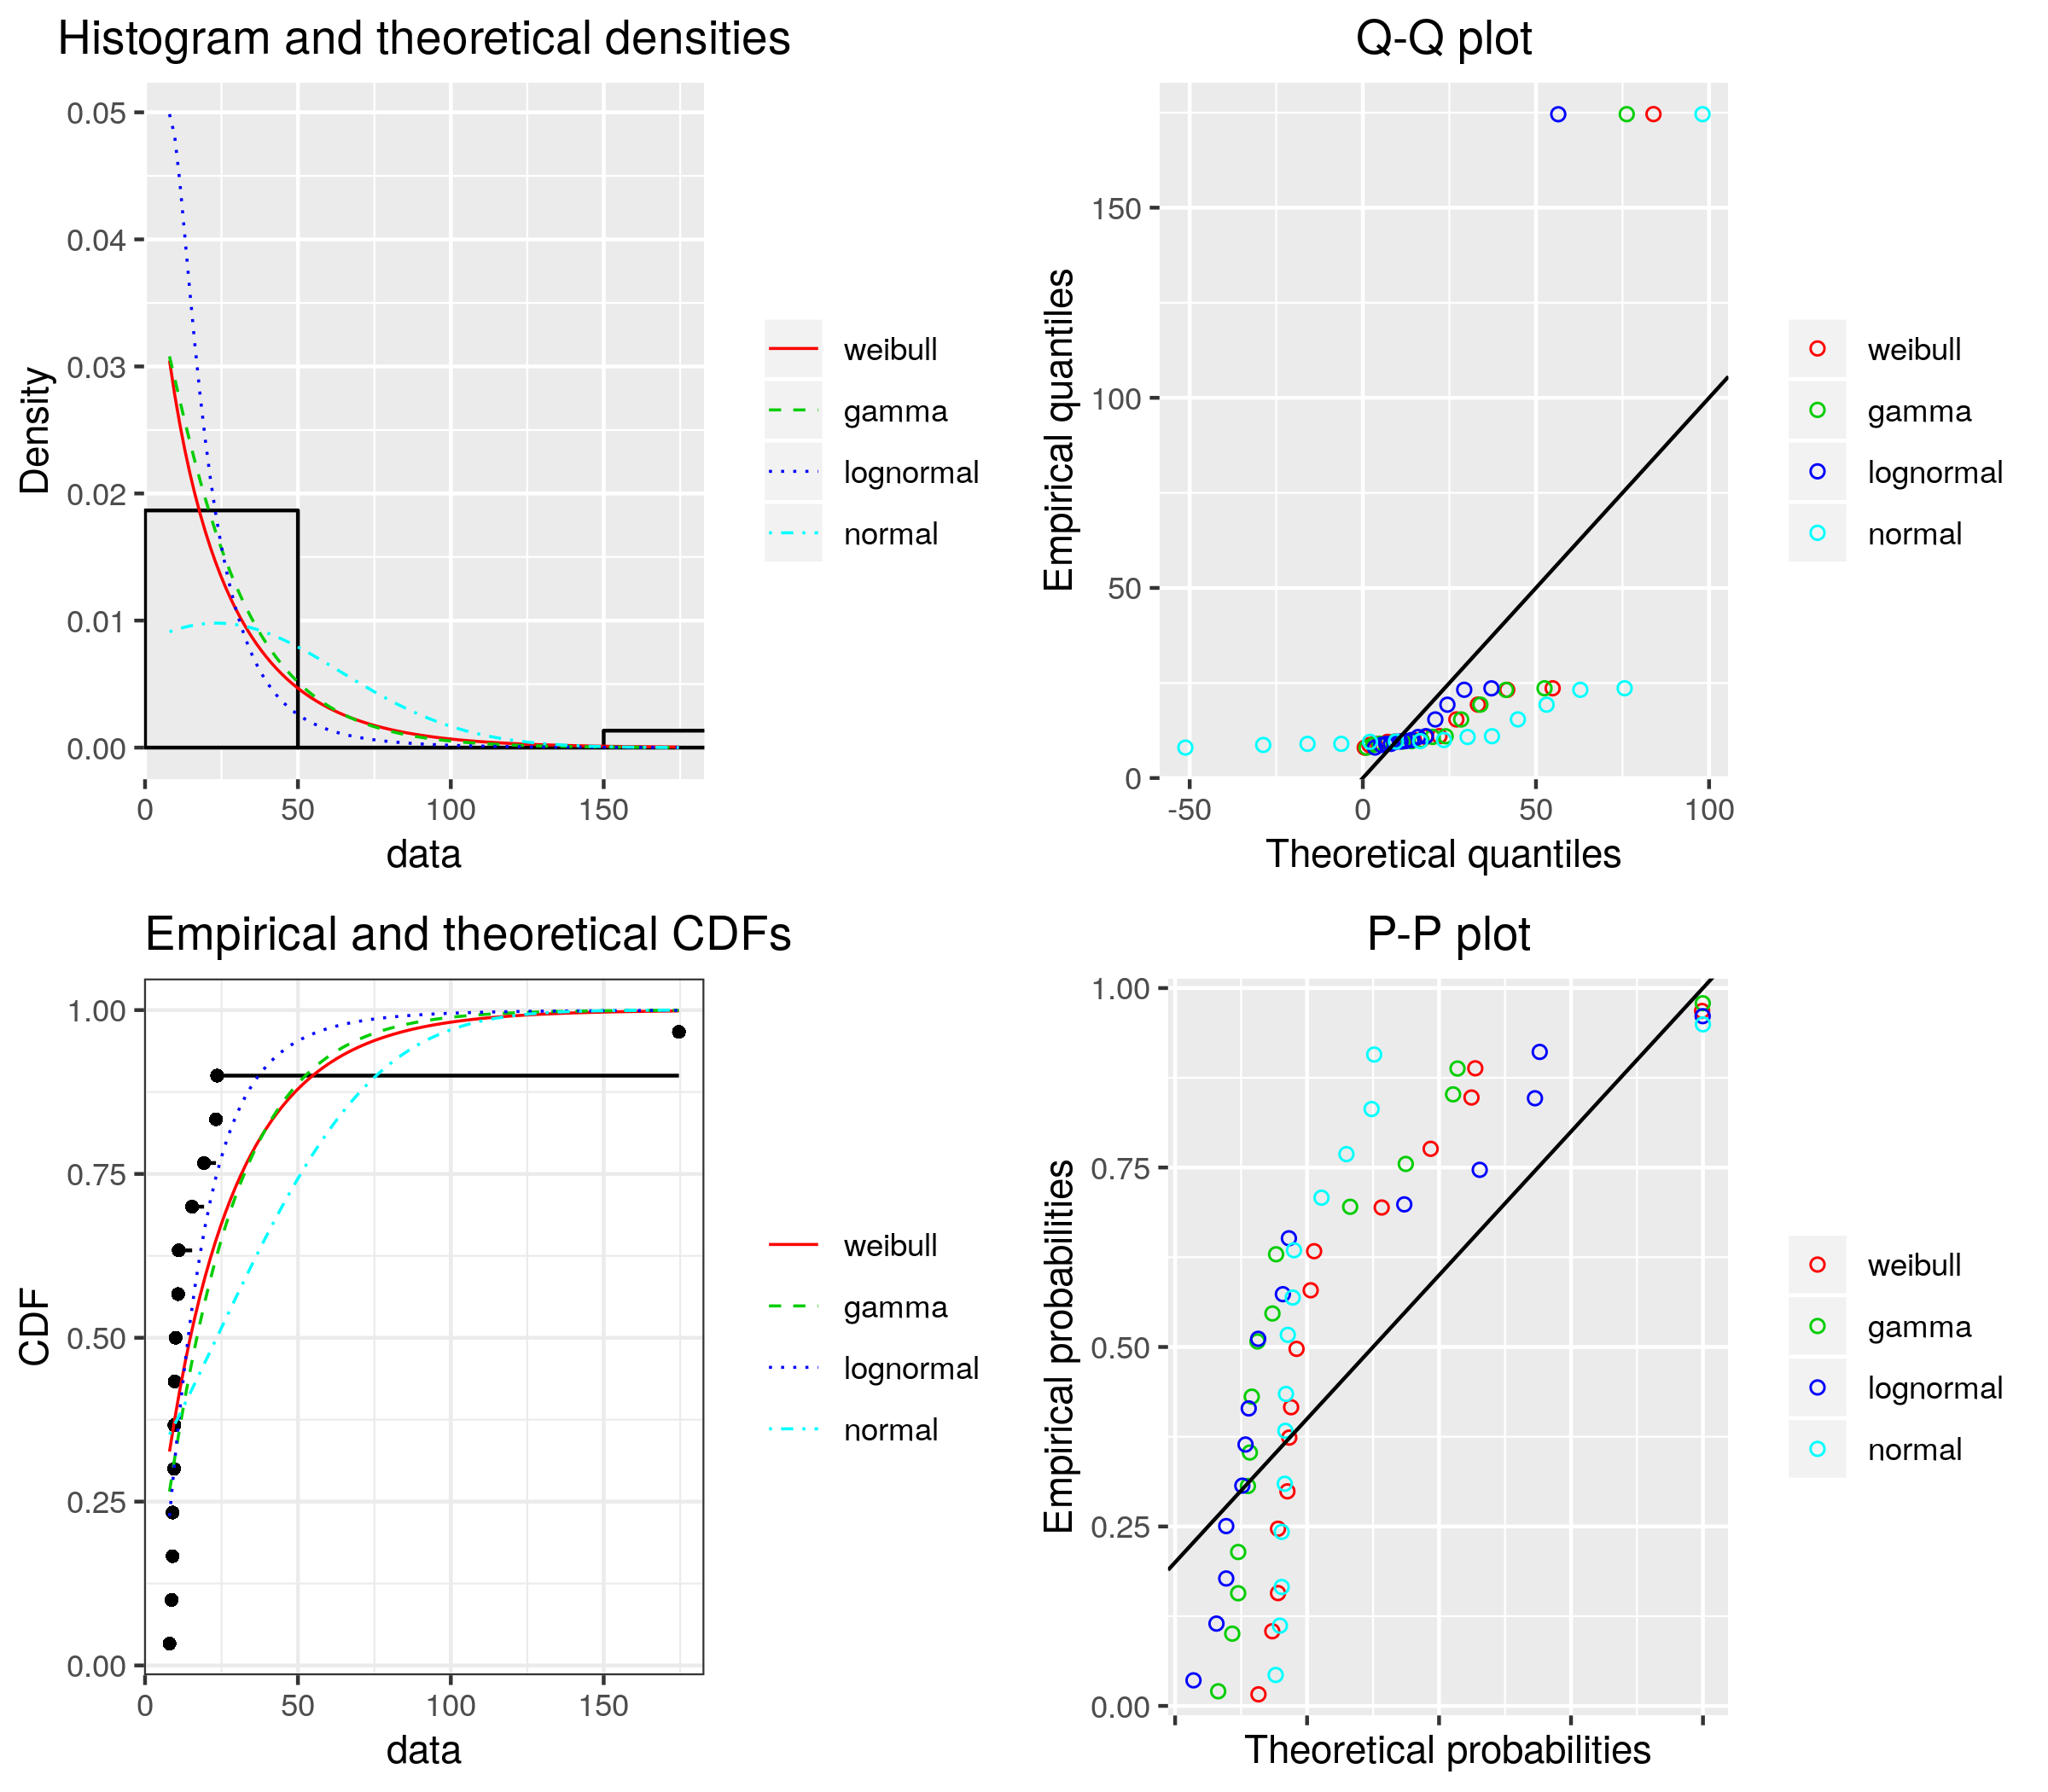 Histogram and theoretical densities
0.05
0.04
0.03
0.02
0.01
0.00
Density
0
50
100
150
data
weibull
gamma
lognormal
normal
Q-Q plot
150
100
50
0
Empirical quantiles
-50
0
50
100
Theoretical quantiles
weibull
gamma
lognormal
normal
Empirical and theoretical CDFs
1.00
0.75
0.50
0.25
0.00
CDF
0
50
100
150
data
weibull
gamma
lognormal
normal
P-P plot
1.00
0.75
0.50
0.25
0.00
Empirical probabilities
Theoretical probabilities
weibull
gamma
lognormal
normal